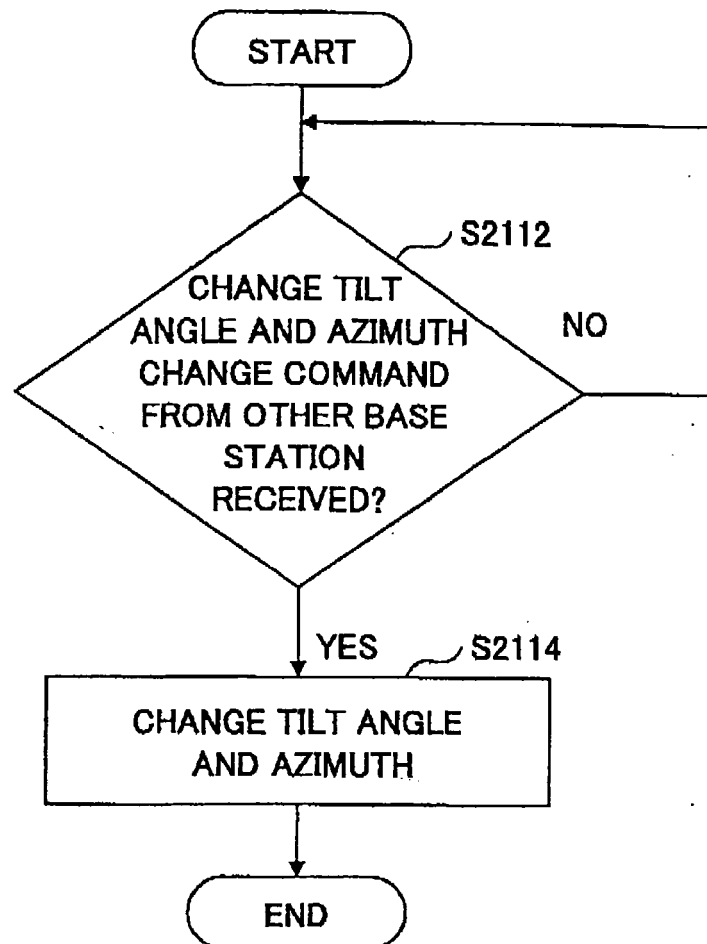 START
S2112
CHANGE TILT
ANGLE AND AZIMUTH
CHANGE COMMAND
FROM OTHER BASE
STATION
RECEIVED?
NO
YES
S2114
CHANGE TILT ANGLE
AND AZIMUTH
END